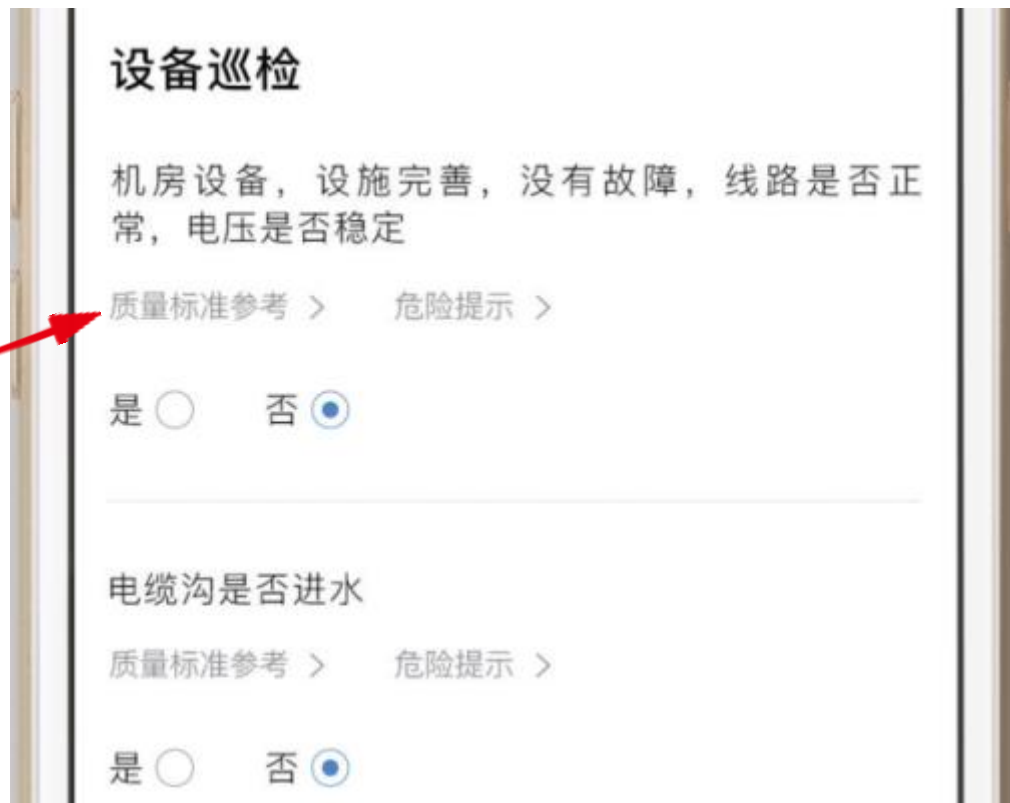 设备巡检
机房设备，设施完善，没有故障，线路是否正
常，电压是否稳定
质量标准参考 > 危险提示 >
是 否
电缆沟是否进水
质量标准参考 > 危险提示 >
是 否